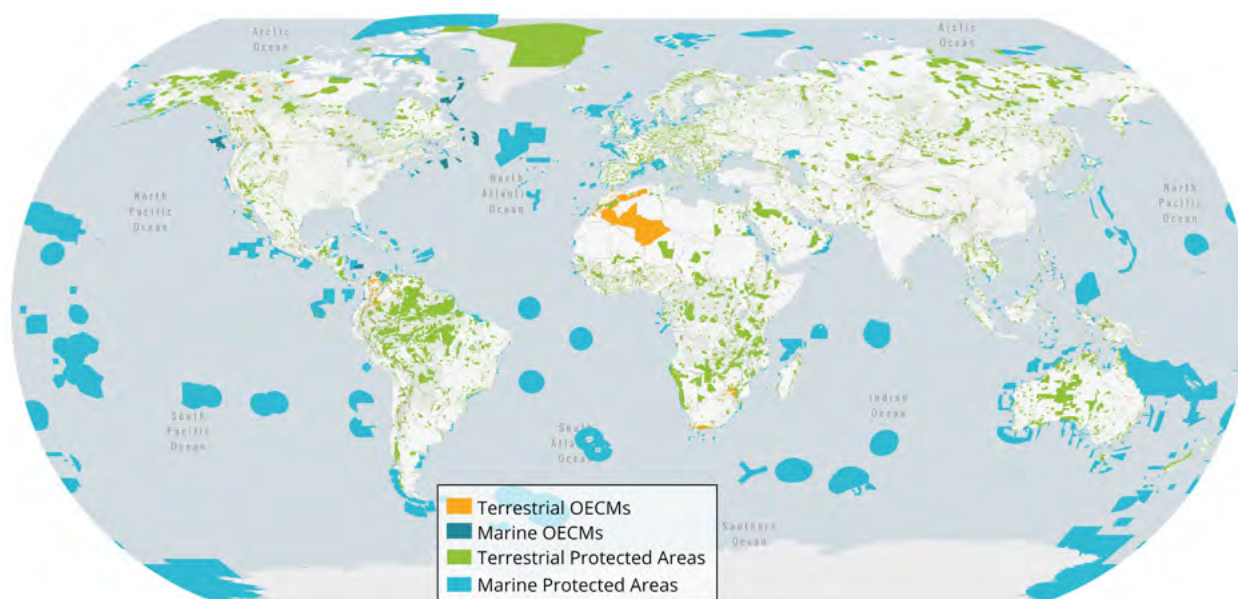 Arctic
Ocean
Arctic
Ocean
North
Pacific
Ocean
North
Atlantic
Ocean
North
Pacific
Ocean
South
Pacific
Ocean
South
Ocean
Indian
Ocean
Southern
Ocean
Terrestrial OECMs
Marine OECMs
Terrestrial Protected Areas
Marine Protected Areas